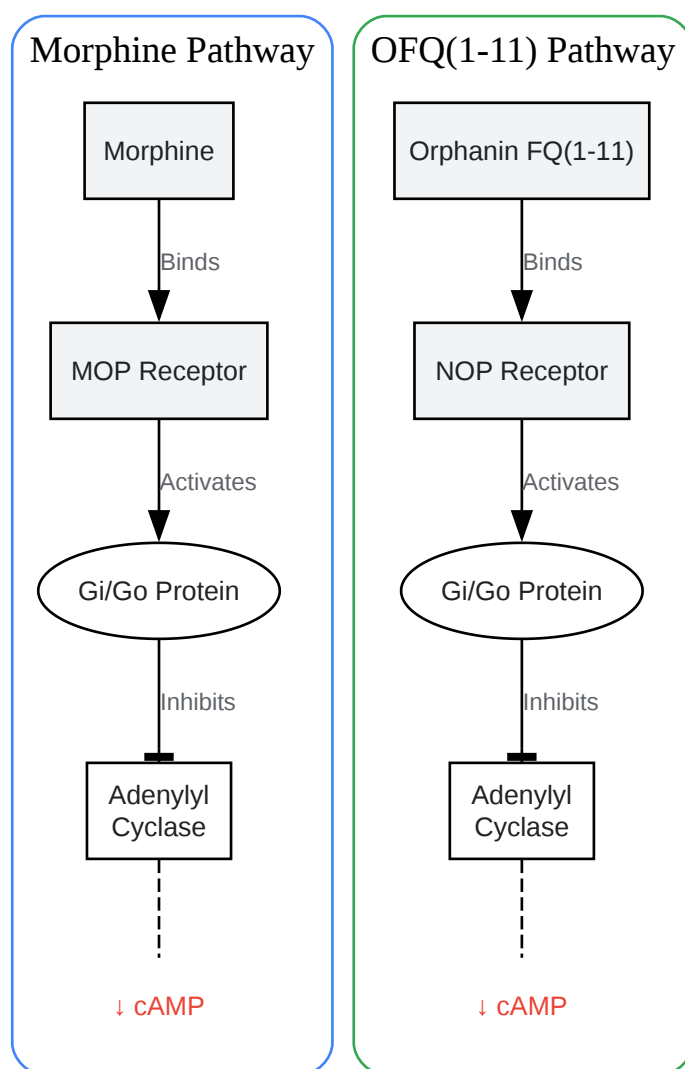 Morphine Pathway
Morphine
Binds
MOP Receptor
Activates
Gi/Go Protein
Inhibits
Adenylyl
Cyclase
↓ cAMP
OFQ(1-11) Pathway
Orphanin FQ(1-11)
Binds
NOP Receptor
Activates
Gi/Go Protein
Inhibits
Adenylyl
Cyclase
↓ cAMP